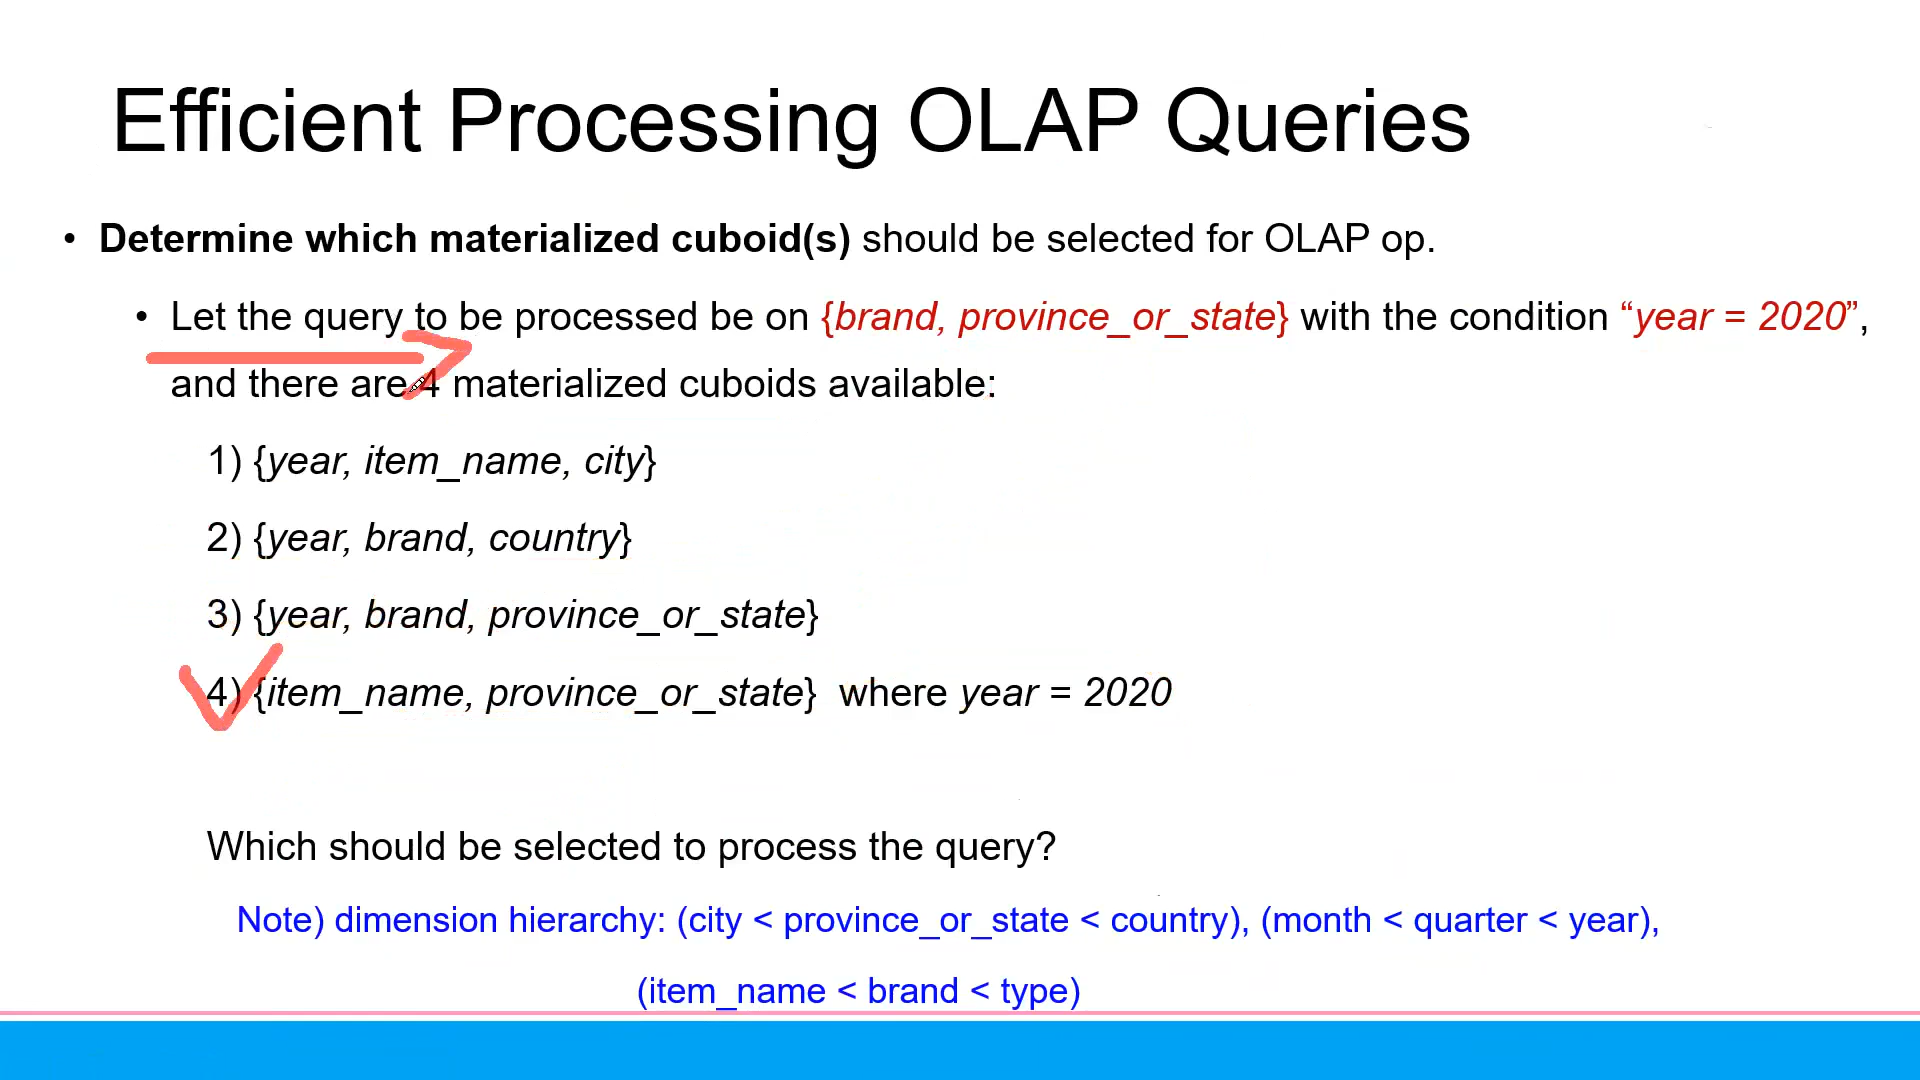 Efficient Processing OLAP Queries
• Determine which materialized cuboid(s) should be selected for OLAP op.
• Let the query to be processed be on {brand, province_or_state} with the condition “year = 2020”,
and there are 4 materialized cuboids available:
1) {year, item_name, city}
2) {year, brand, country}
3) {year, brand, province_or_state}
4) {item_name, province_or_state} where year = 2020
Which should be selected to process the query?
Note) dimension hierarchy: (city < province_or_state < country), (month < quarter < year),
(item_name < brand < type)